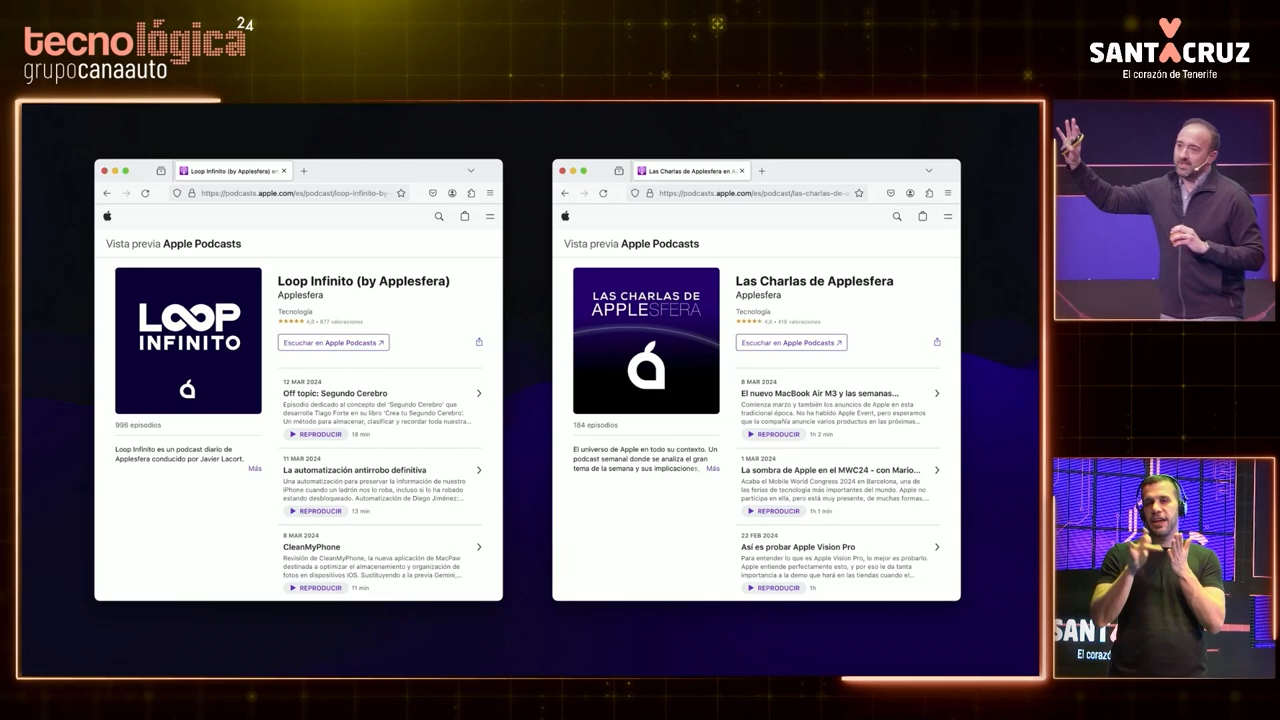 tecnológica24
grupocanaauto
SANTACRUZ
El corazón de Tenerife
Loop Infinito (by Applesfera) en
https://podcasts.apple.com/es/podcast/loop-infinito-by-
Vista previa Apple Podcasts
LOOP
INFINITO
996 episodios
Loop Infinito es un podcast diario de
Applesfera conducido por Javier Lacort.
Más
Loop Infinito (by Applesfera)
Applesfera
Tecnología
★★★★★ 4,8 • 877 valoraciones
Escuchar en Apple Podcasts ↗
12 MAR 2024
Off topic: Segundo Cerebro
Episodio dedicado al concepto del 'Segundo Cerebro' que
desarrolla Tiago Forte en su libro 'Crea tu Segundo Cerebro'.
Un método para almacenar, clasificar y recordar toda nuestra...
REPRODUCIR 18 min
11 MAR 2024
La automatización antirrobo definitiva
Una automatización para preservar la información de nuestro
iPhone cuando un ladrón nos lo roba, incluso si lo ha robado
estando desbloqueado. Automatización de Diego Jiménez:...
REPRODUCIR 13 min
8 MAR 2024
CleanMyPhone
Revisión de CleanMyPhone, la nueva aplicación de MacPaw
destinada a optimizar el almacenamiento y organización de
fotos en dispositivos iOS. Sustituyendo a la previa Gemini,...
REPRODUCIR 11 min
Las Charlas de Applesfera en A
https://podcasts.apple.com/es/podcast/las-charlas-de-a
Vista previa Apple Podcasts
LAS CHARLAS DE
APPLESFERA
184 episodios
El universo de Apple en todo su contexto. Un
podcast semanal donde se analiza el gran
tema de la semana y sus implicaciones,
Más
Las Charlas de Applesfera
Applesfera
Tecnología
★★★★★ 4,6 • 419 valoraciones
Escuchar en Apple Podcasts ↗
8 MAR 2024
El nuevo MacBook Air M3 y las semanas...
Comienza marzo y también los anuncios de Apple en esta
tradicional época. No ha habido Apple Event, pero esperamos
que la compañía anuncie varios productos en las próximas...
REPRODUCIR 1h 2 min
1 MAR 2024
La sombra de Apple en el MWC24 - con Mario...
Acaba el Mobile World Congress 2024 en Barcelona, una
de las ferias de tecnología más importantes del mundo. Apple no
participa en ella, pero está muy presente, de muchas formas....
REPRODUCIR 1h 1 min
22 FEB 2024
Así es probar Apple Vision Pro
Para entender lo que es Apple Vision Pro, lo mejor es probarlo.
Apple entiende perfectamente esto, y por eso le da tanta
importancia a la demo que hará en las tiendas cuando el...
REPRODUCIR 1h
SANTA
El corazó